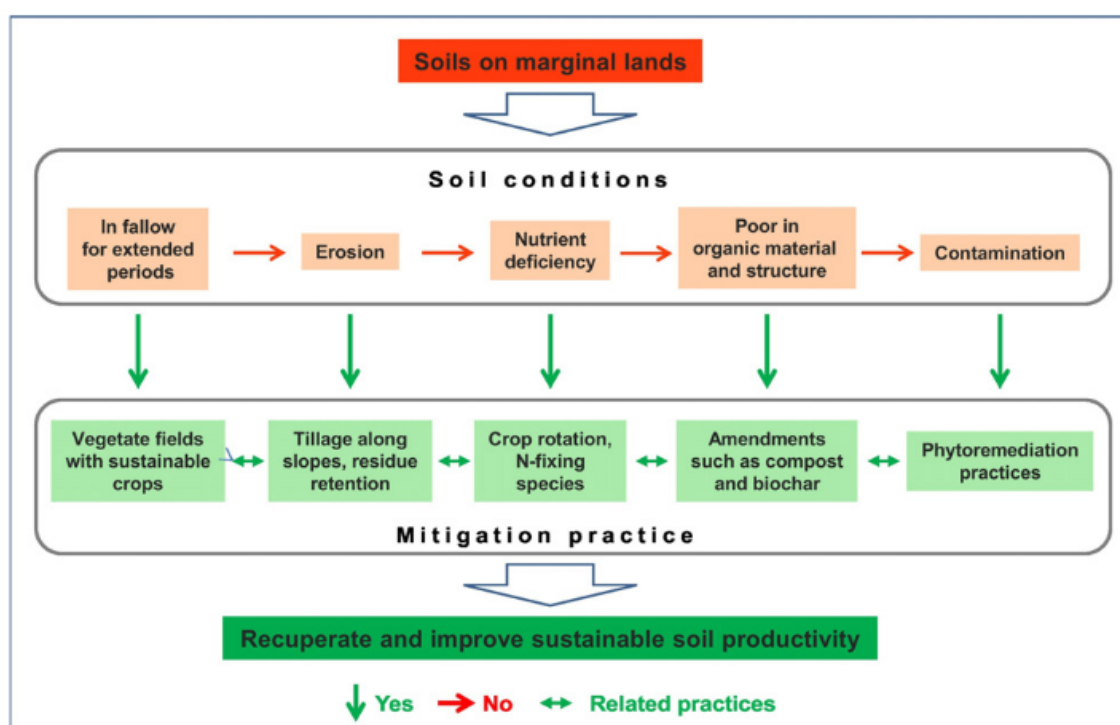 Soils on marginal lands
Soil conditions
In fallow
for extended
periods
Erosion
Nutrient
deficiency
Poor in
organic material
and structure
Contamination
Vegetate fields
with sustainable
crops
Tillage along
slopes, residue
retention
Crop rotation,
N-fixing
species
Amendments
such as compost
and biochar
Phytoremediation
practices
Mitigation practice
Recuperate and improve sustainable soil productivity
Yes No Related practices